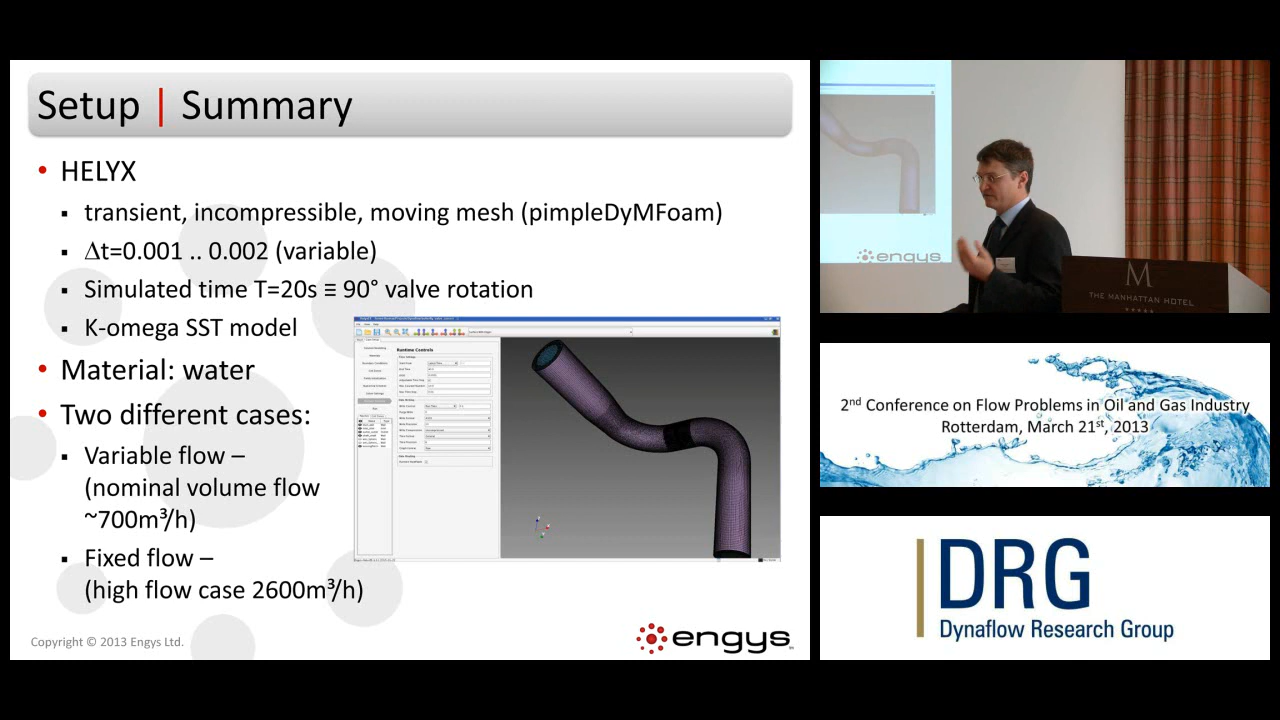 Setup | Summary
• HELYX
▪ transient, incompressible, moving mesh (pimpleDyMFoam)
▪ Δt=0.001 .. 0.002 (variable)
▪ Simulated time T=20s ≡ 90° valve rotation
▪ K-omega SST model
• Material: water
• Two different cases:
▪ Variable flow –
(nominal volume flow
~700m³/h)
▪ Fixed flow –
(high flow case 2600m³/h)
Runtime Controls
Copyright © 2013 Engys Ltd.
engys
engys
M
THE MANHATTAN HOTEL
2nd Conference on Flow Problems in Oil and Gas Industry
Rotterdam, March 21st, 2013
DRG
Dynaflow Research Group